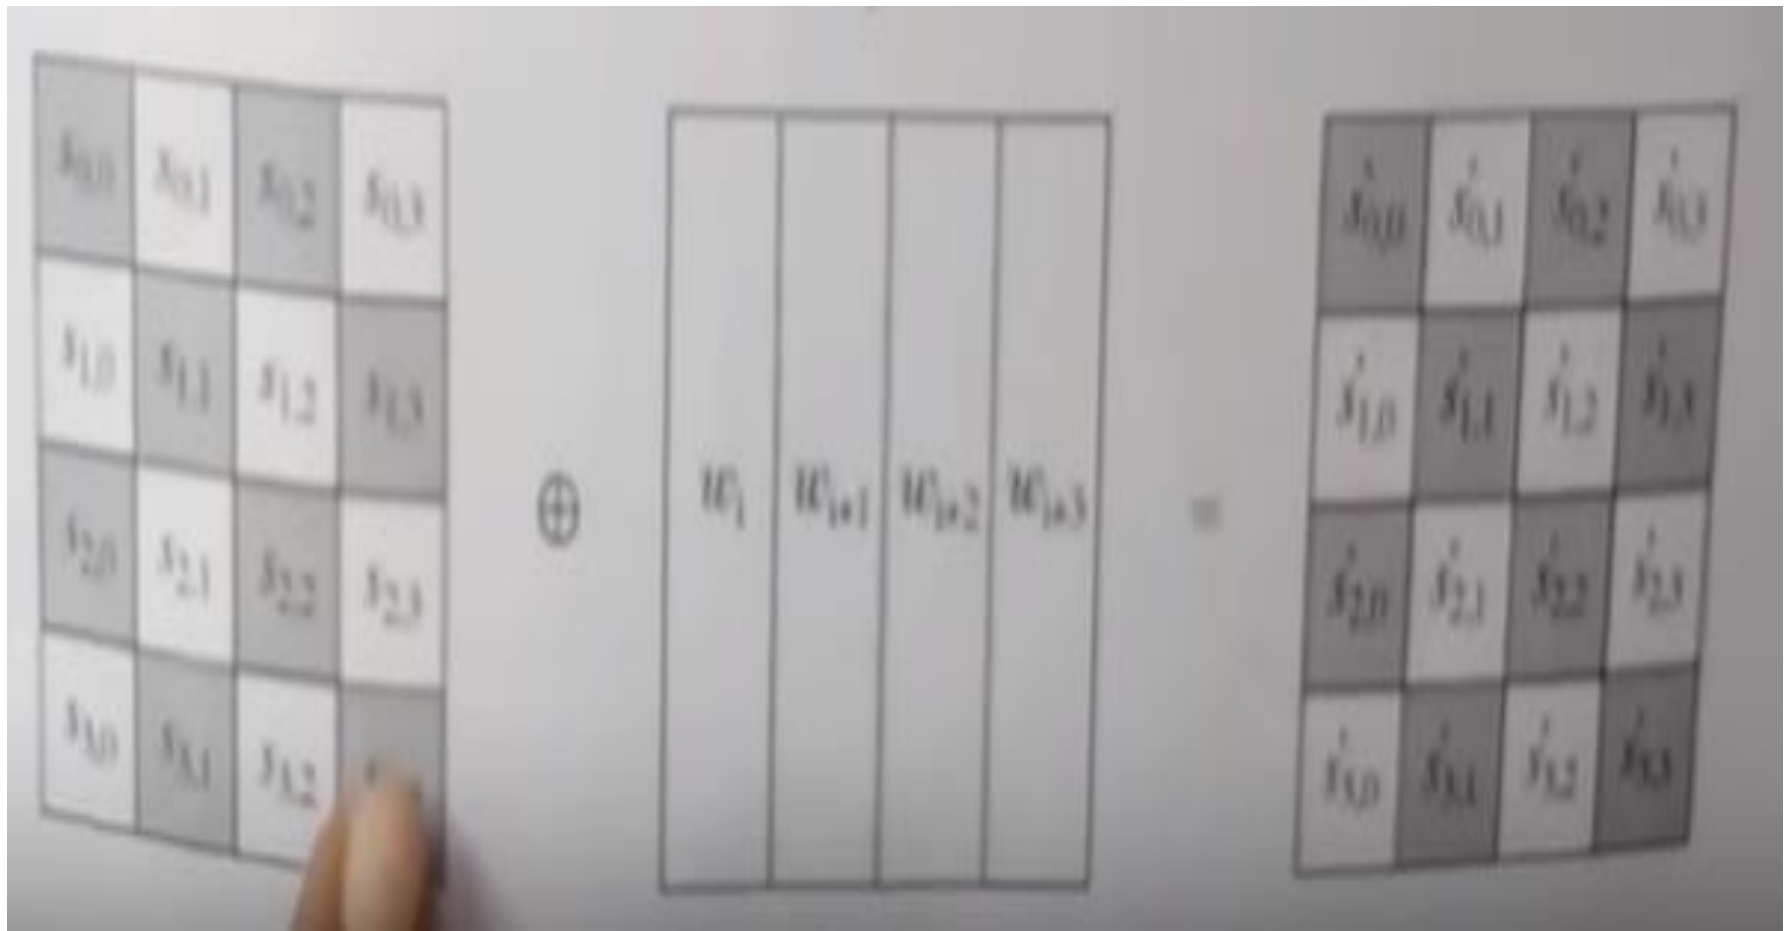 s0,0 s0,1 s0,2 s0,3 s'0,0 s'0,1 s'0,2 s'0,3
s1,0 s1,1 s1,2 s1,3 s'1,0 s'1,1 s'1,2 s'1,3
⊕ wi wi+1 wi+2 wi+3 =
s2,0 s2,1 s2,2 s2,3 s'2,0 s'2,1 s'2,2 s'2,3
s3,0 s3,1 s3,2 s'3,0 s'3,1 s'3,2 s'3,3